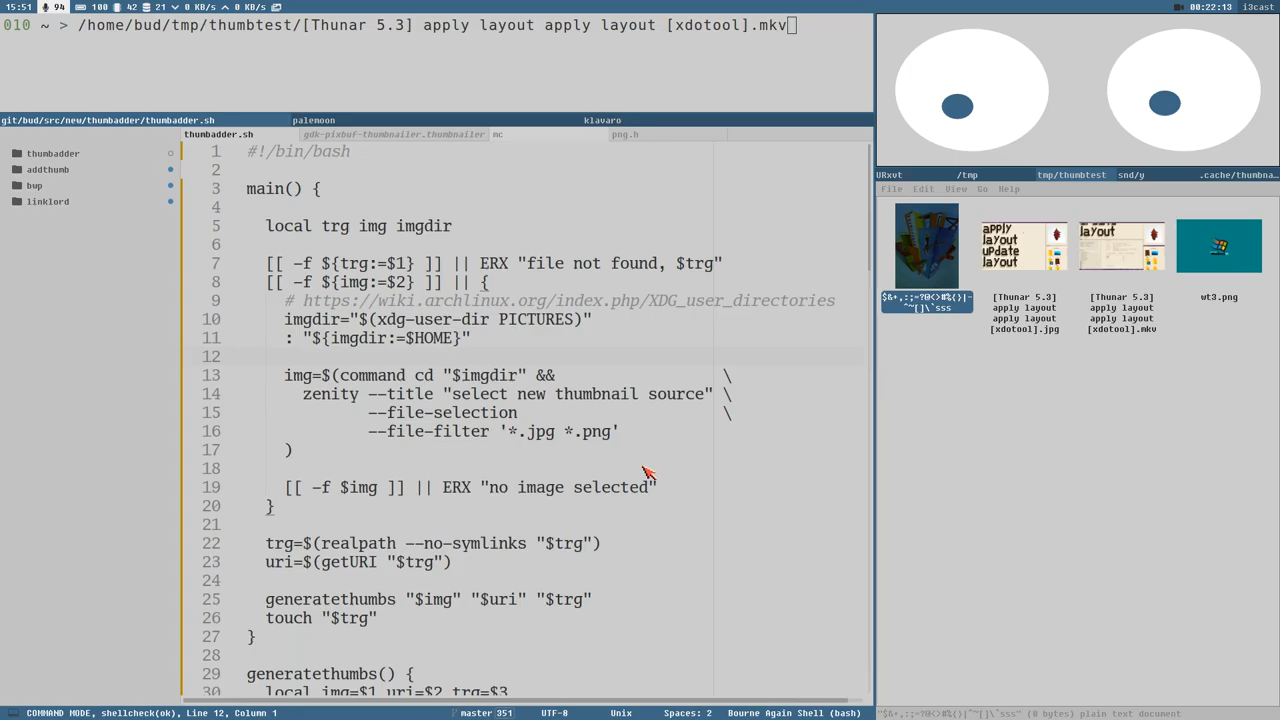 15:51 94 100 42 21 0 KB/s 0 KB/s 00:22:13 i3cast
010 ~ > /home/bud/tmp/thumbtest/[Thunar 5.3] apply layout apply layout [xdotool].mkv
git/bud/src/new/thumbadder/thumbadder.sh palemoon klavaro
thumbadder.sh gdk-pixbuf-thumbnailer.thumbnailer mc png.h
thumbadder
addthumb
bup
linklord
1 #!/bin/bash
2
3 main() {
4
5 local trg img imgdir
6
7 [[ -f ${trg:=$1} ]] || ERX "file not found, $trg"
8 [[ -f ${img:=$2} ]] || {
9 # https://wiki.archlinux.org/index.php/XDG_user_directories
10 imgdir="$(xdg-user-dir PICTURES)"
11 : "${imgdir:=$HOME}"
12
13 img=$(command cd "$imgdir" && \
14 zenity --title "select new thumbnail source" \
15 --file-selection \
16 --file-filter '*.jpg *.png'
17 )
18
19 [[ -f $img ]] || ERX "no image selected"
20 }
21
22 trg=$(realpath --no-symlinks "$trg")
23 uri=$(getURI "$trg")
24
25 generatethumbs "$img" "$uri" "$trg"
26 touch "$trg"
27 }
28
29 generatethumbs() {
30 local img=$1 uri=$2 trg=$3
COMMAND MODE, shellcheck(ok), Line 12, Column 1 master 351 UTF-8 Unix Spaces: 2 Bourne Again Shell (bash)
URxvt /tmp tmp/thumbtest snd/y .cache/thumbna...
File Edit View Go Help
apply
layout
update
layout
layout
$&+,:;=?@<>#%{}|-
^~[]\`sss
[Thunar 5.3]
apply layout
apply layout
[xdotool].jpg
[Thunar 5.3]
apply layout
apply layout
[xdotool].mkv
wt3.png
"$&+,:;=?@<>#%{}|-^~[]\`sss" (0 bytes) plain text document